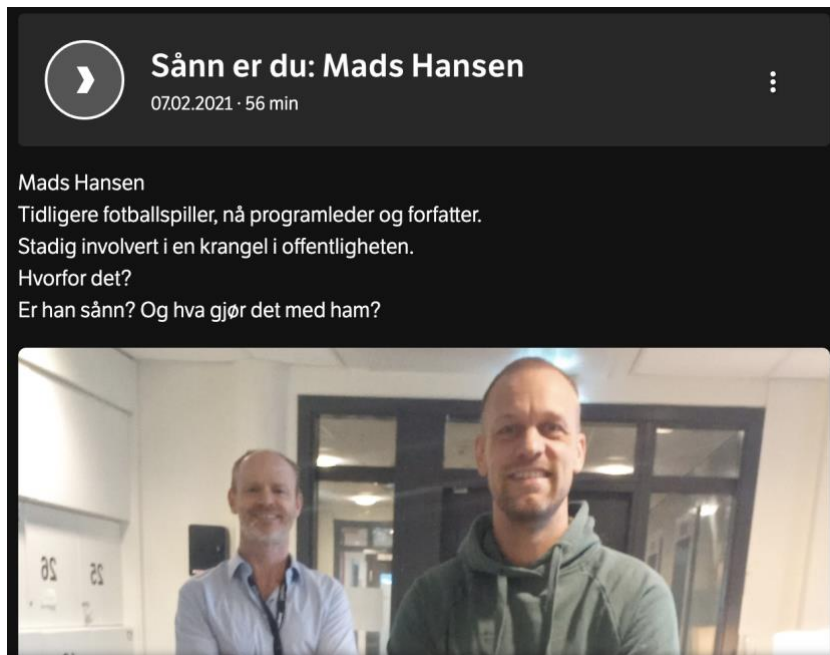 Sånn er du: Mads Hansen
07.02.2021 · 56 min
Mads Hansen
Tidligere fotballspiller, nå programleder og forfatter.
Stadig involvert i en krangel i offentligheten.
Hvorfor det?
Er han sånn? Og hva gjør det med ham?
26 25